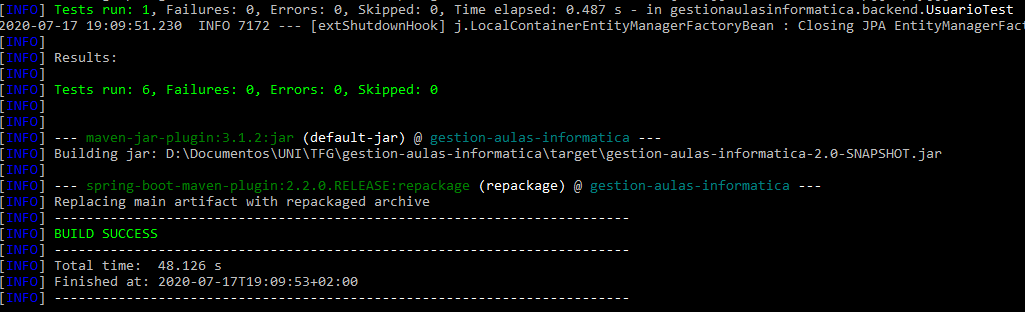 [INFO] Tests run: 1, Failures: 0, Errors: 0, Skipped: 0, Time elapsed: 0.487 s - in gestionaulasinformatica.backend.UsuarioTest
2020-07-17 19:09:51.230  INFO 7172 --- [extShutdownHook] j.LocalContainerEntityManagerFactoryBean : Closing JPA EntityManagerFact
[INFO]
[INFO] Results:
[INFO]
[INFO] Tests run: 6, Failures: 0, Errors: 0, Skipped: 0
[INFO]
[INFO]
[INFO] --- maven-jar-plugin:3.1.2:jar (default-jar) @ gestion-aulas-informatica ---
[INFO] Building jar: D:\Documentos\UNI\TFG\gestion-aulas-informatica\target\gestion-aulas-informatica-2.0-SNAPSHOT.jar
[INFO]
[INFO] --- spring-boot-maven-plugin:2.2.0.RELEASE:repackage (repackage) @ gestion-aulas-informatica ---
[INFO] Replacing main artifact with repackaged archive
[INFO] ------------------------------------------------------------------------
[INFO] BUILD SUCCESS
[INFO] ------------------------------------------------------------------------
[INFO] Total time:  48.126 s
[INFO] Finished at: 2020-07-17T19:09:53+02:00
[INFO] ------------------------------------------------------------------------